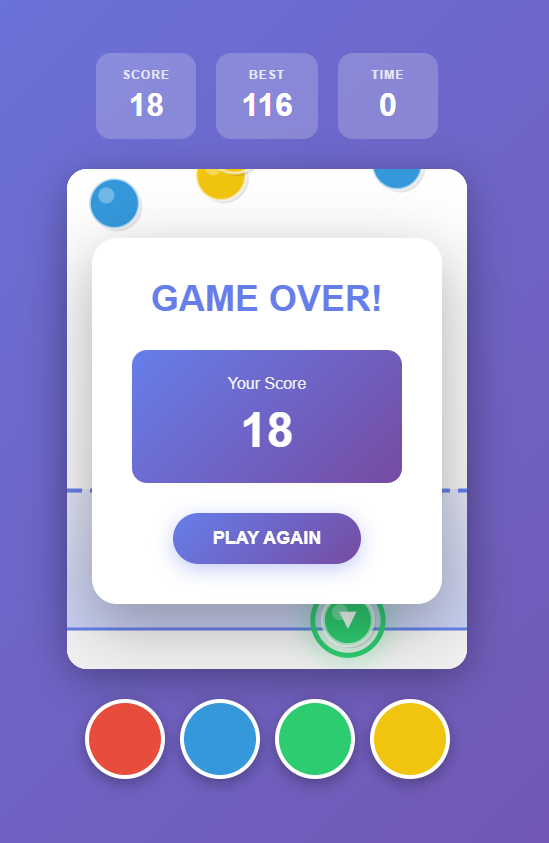 SCORE
18
BEST
116
TIME
0
GAME OVER!
Your Score
18
PLAY AGAIN